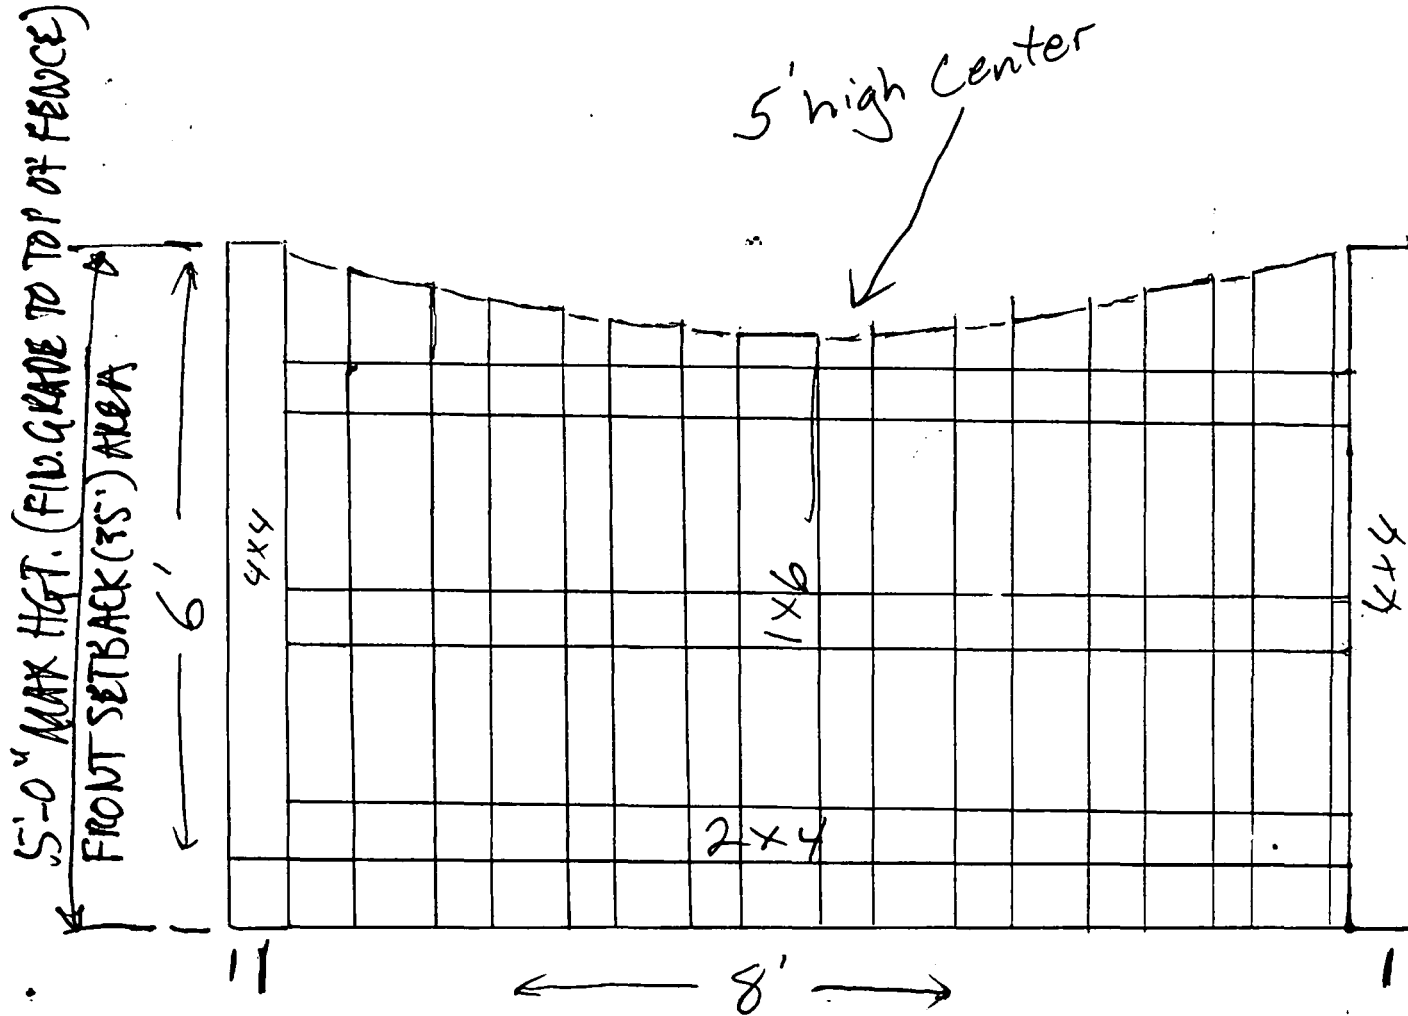 5'-0" MAX HGT. (FIN. GRADE TO TOP OF FENCE)
FRONT SETBACK (35') AREA
6'
5' high Center
4x4
1x6
4x4
2x4
8'